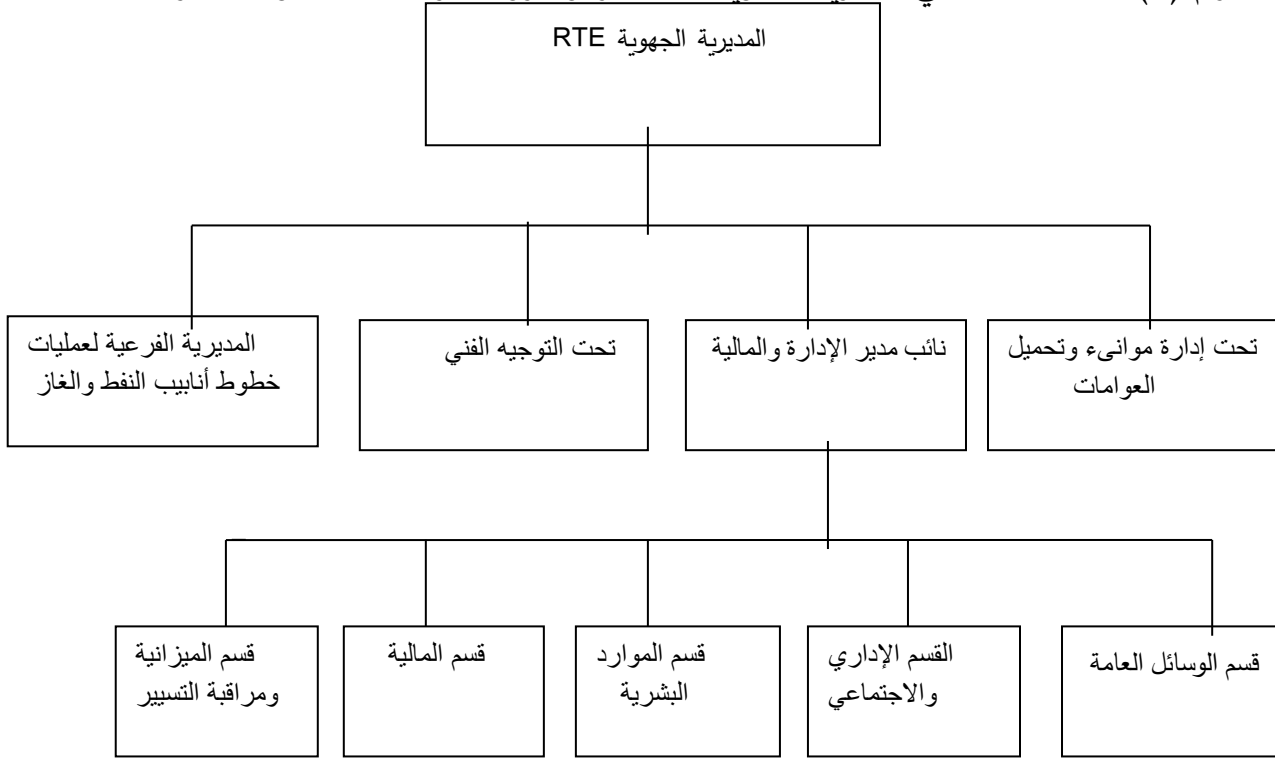 المديرية الجهوية RTE
تحت إدارة موانىء وتحميل
العوامات
نائب مدير الإدارة والمالية
تحت التوجيه الفني
المديرية الفرعية لعمليات
خطوط أنابيب النفط والغاز
قسم الوسائل العامة
القسم الإداري
والاجتماعي
قسم الموارد
البشرية
قسم المالية
قسم الميزانية
ومراقبة التسيير